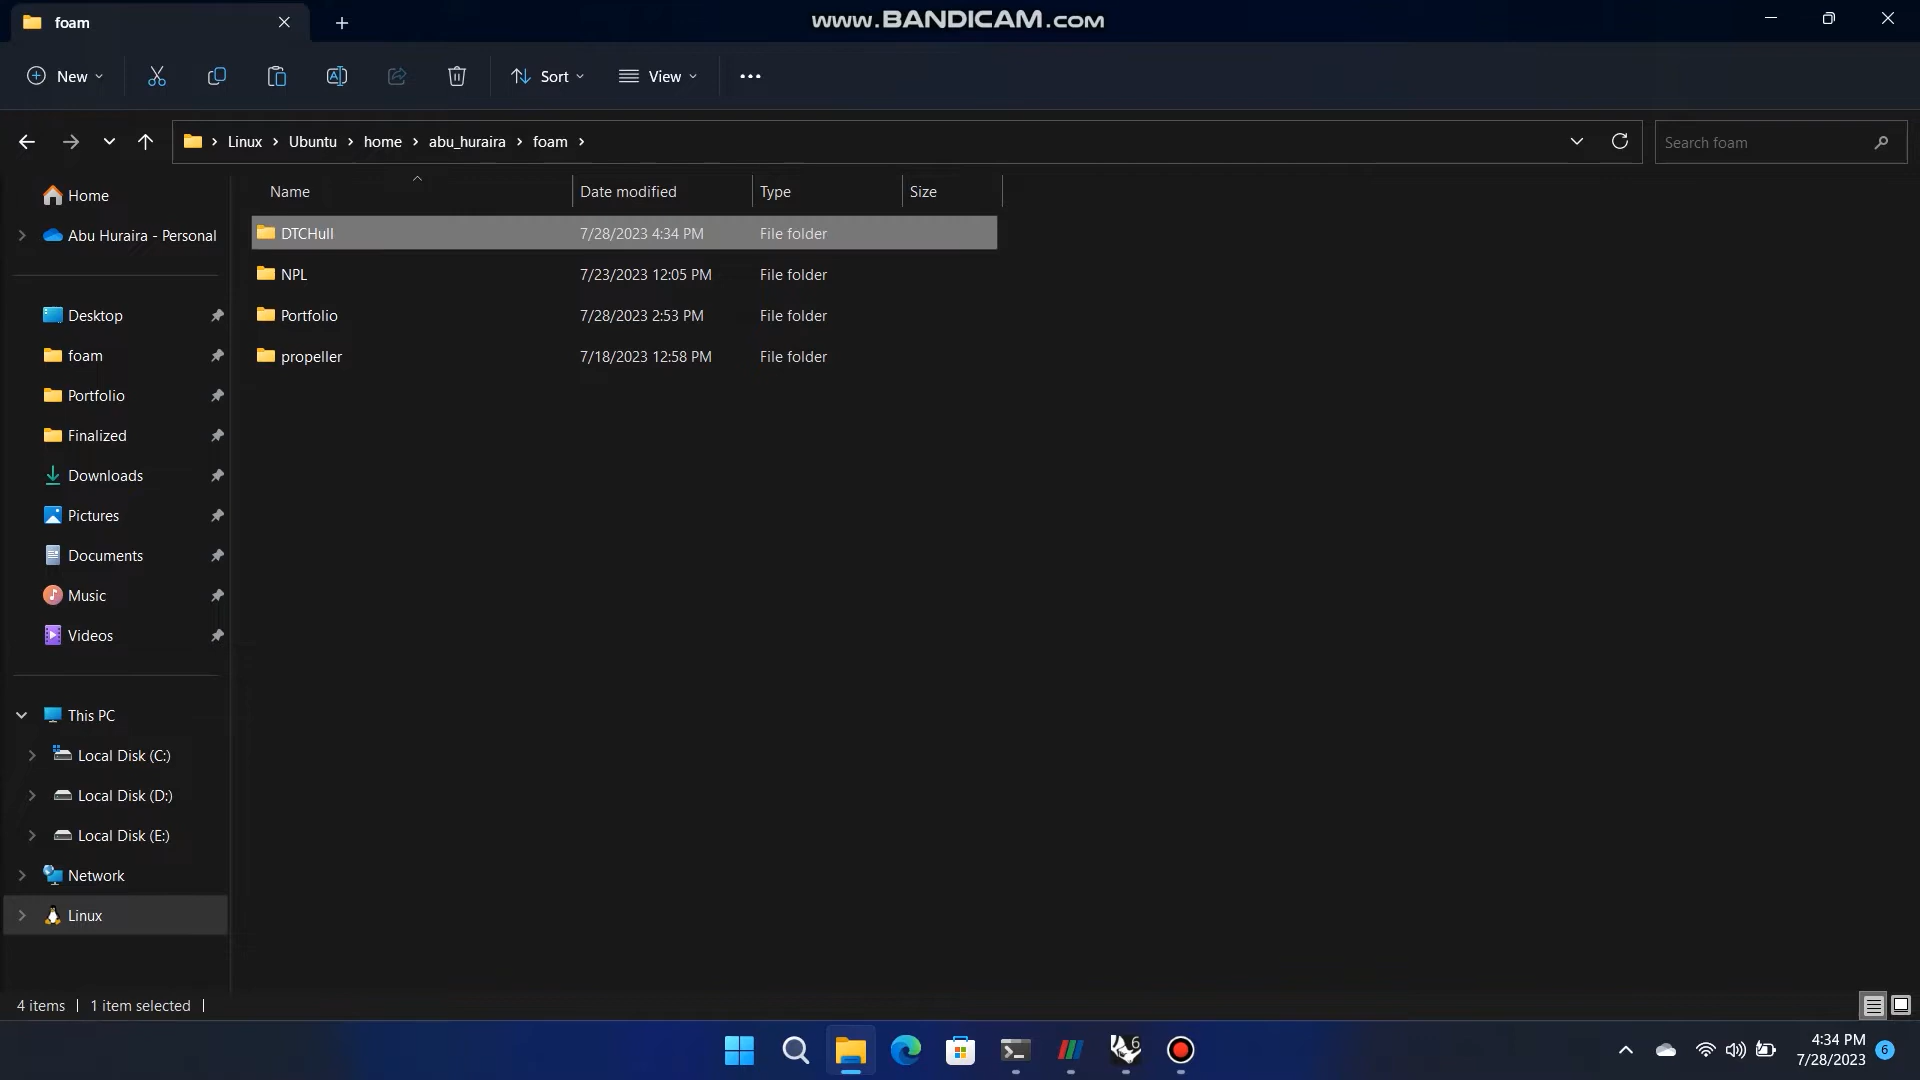 foam
www.BANDICAM.com
New
Sort
View
Linux
Ubuntu
home
abu_huraira
foam
Search foam
Home
Abu Huraira - Personal
Desktop
foam
Portfolio
Finalized
Downloads
Pictures
Documents
Music
Videos
This PC
Local Disk (C:)
Local Disk (D:)
Local Disk (E:)
Network
Linux
Name Date modified Type Size
DTCHull 7/28/2023 4:34 PM File folder
NPL 7/23/2023 12:05 PM File folder
Portfolio 7/28/2023 2:53 PM File folder
propeller 7/18/2023 12:58 PM File folder
4 items 1 item selected
6
4:34 PM
7/28/2023
6